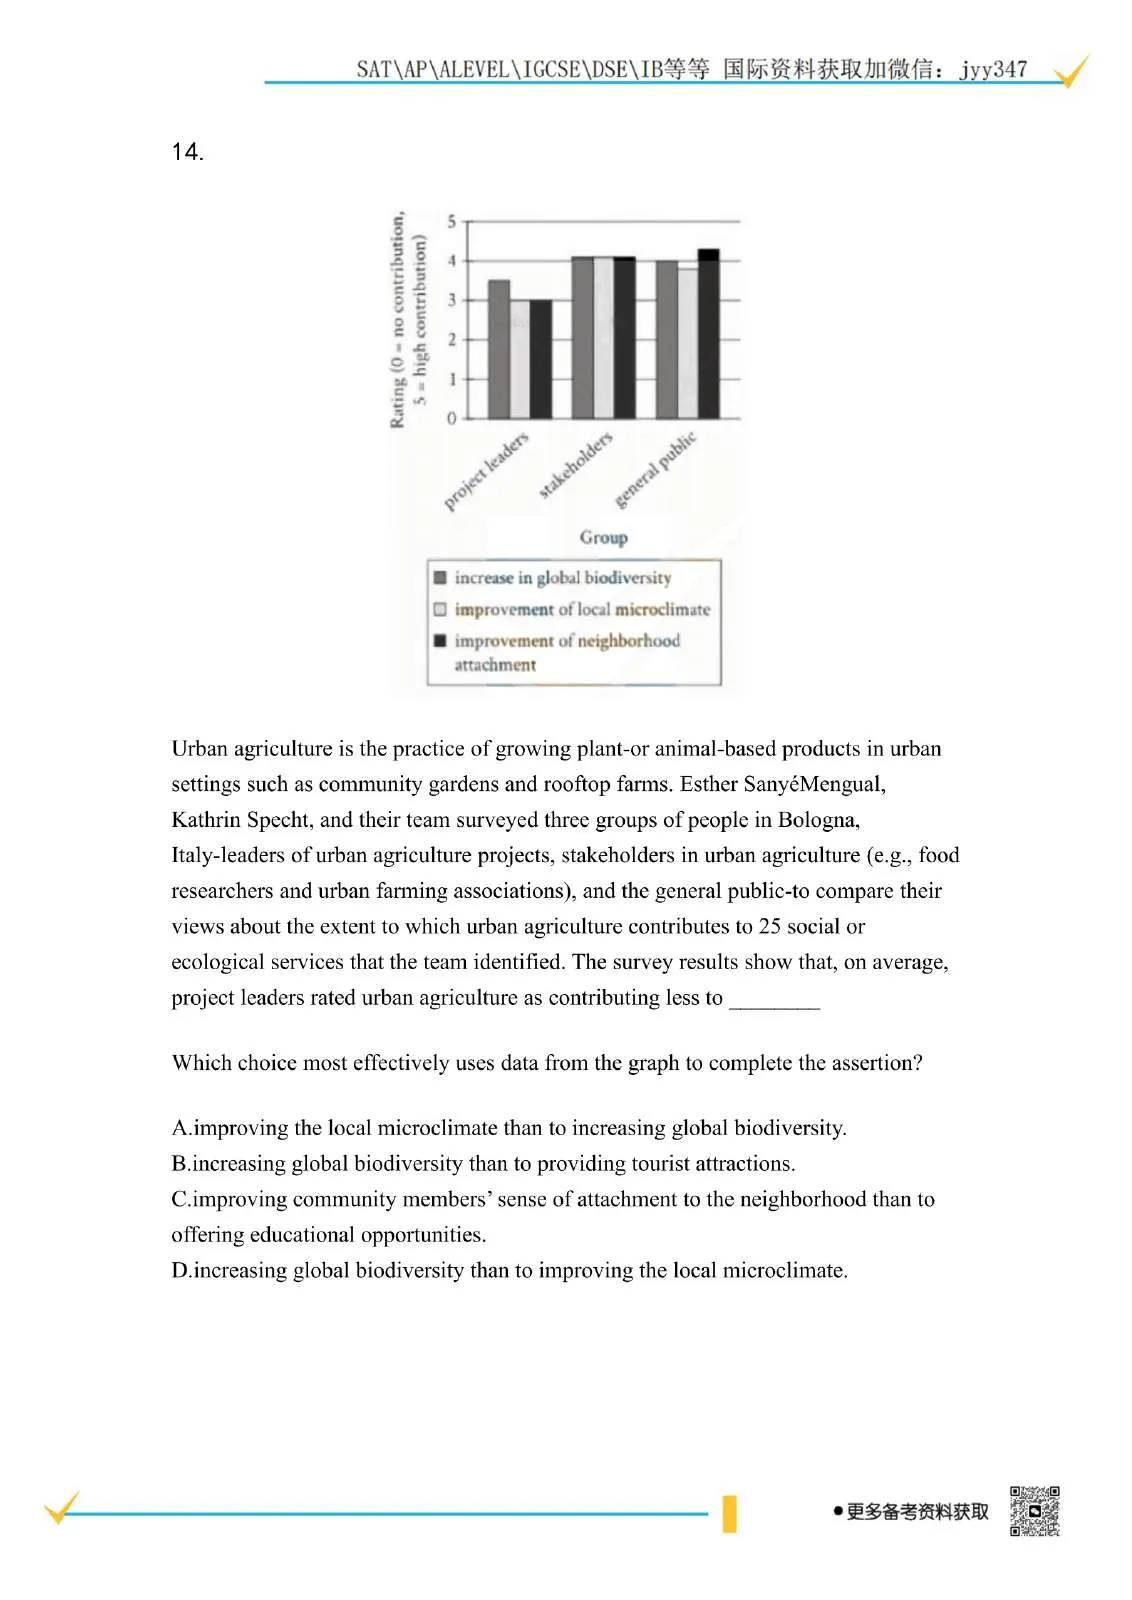 SAT\AP\ALEVEL\IGCSE\DSE\IB等等 国际资料获取加微信：jyy347
14.
Rating (0 = no contribution,
5 = high contribution)
5
4
3
2
1
0
project leaders
stakeholders
general public
Group
increase in global biodiversity
improvement of local microclimate
improvement of neighborhood
attachment
Urban agriculture is the practice of growing plant-or animal-based products in urban
settings such as community gardens and rooftop farms. Esther SanyéMengual,
Kathrin Specht, and their team surveyed three groups of people in Bologna,
Italy-leaders of urban agriculture projects, stakeholders in urban agriculture (e.g., food
researchers and urban farming associations), and the general public-to compare their
views about the extent to which urban agriculture contributes to 25 social or
ecological services that the team identified. The survey results show that, on average,
project leaders rated urban agriculture as contributing less to ________
Which choice most effectively uses data from the graph to complete the assertion?
A.improving the local microclimate than to increasing global biodiversity.
B.increasing global biodiversity than to providing tourist attractions.
C.improving community members’ sense of attachment to the neighborhood than to
offering educational opportunities.
D.increasing global biodiversity than to improving the local microclimate.
●更多备考资料获取